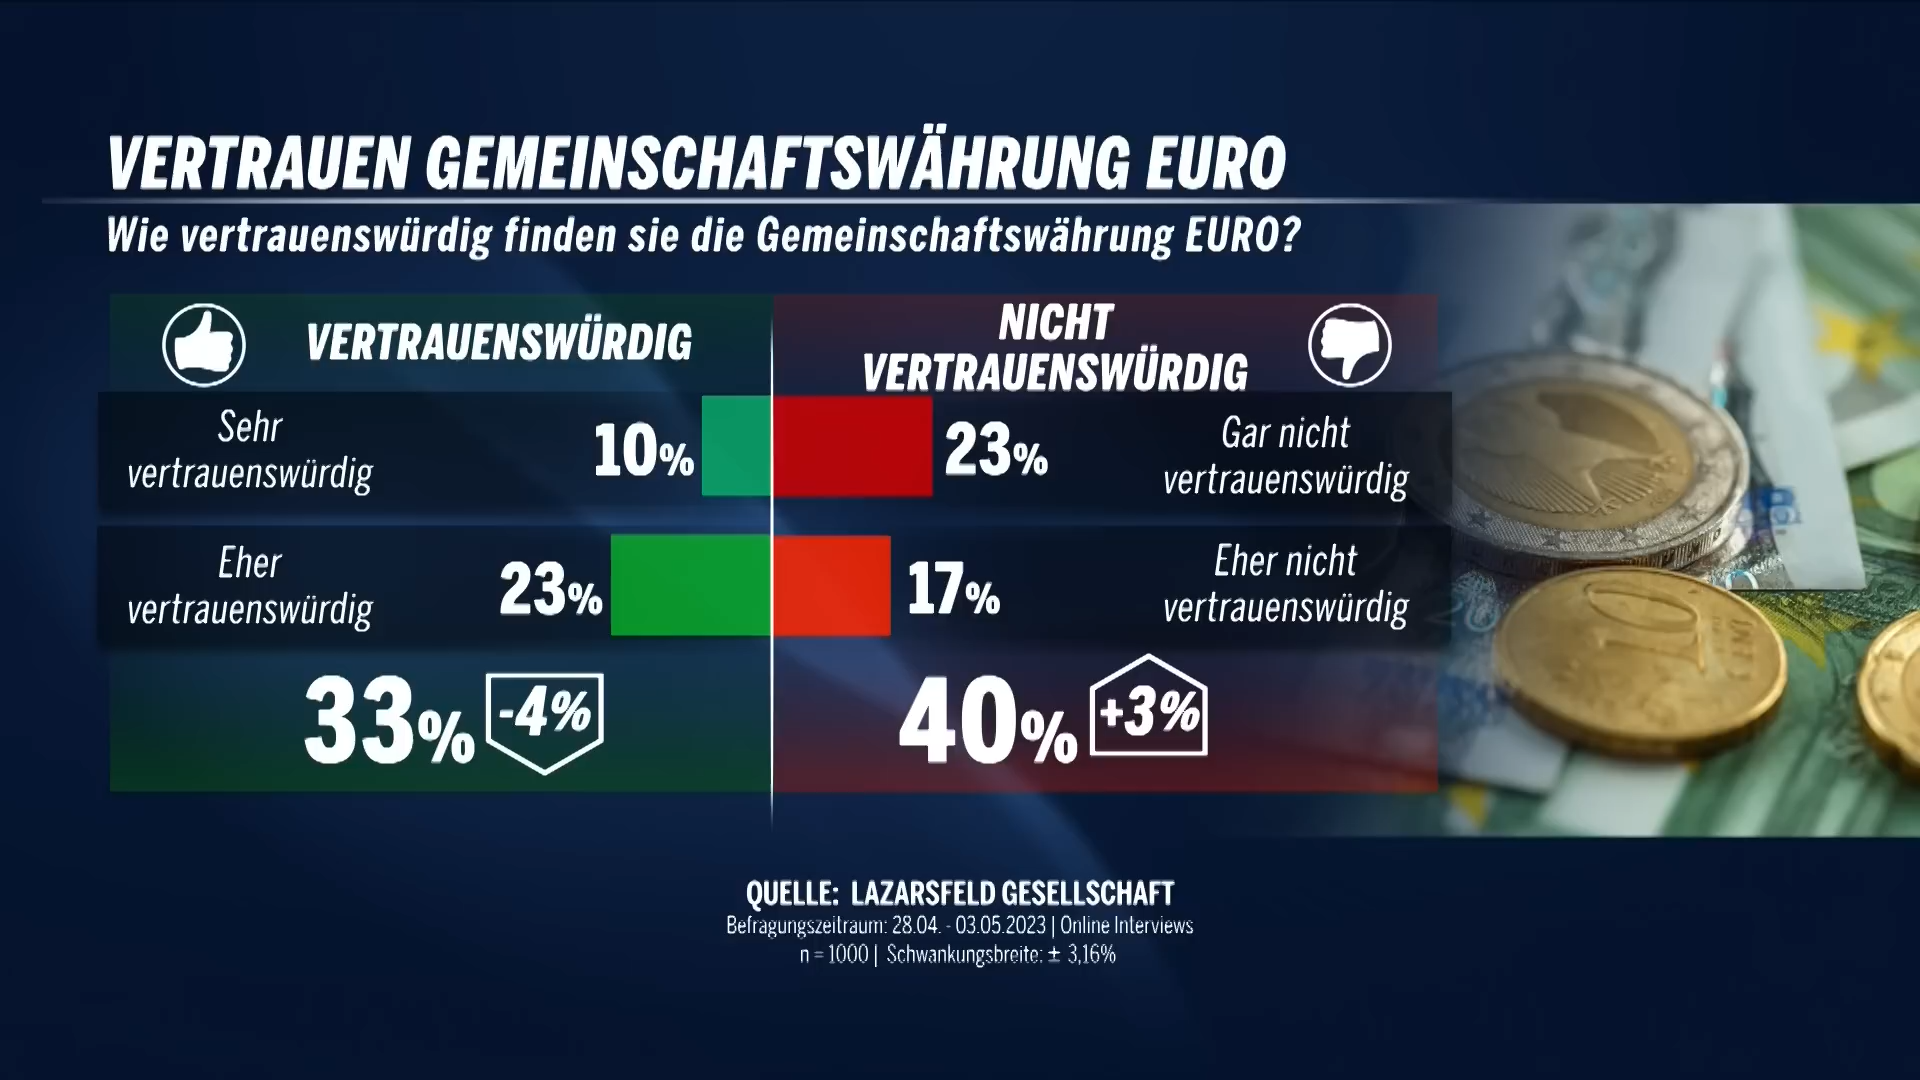 VERTRAUEN GEMEINSCHAFTSWÄHRUNG EURO
Wie vertrauenswürdig finden sie die Gemeinschaftswährung EURO?
VERTRAUENSWÜRDIG
NICHT
VERTRAUENSWÜRDIG
Sehr
vertrauenswürdig
10%
23%
Gar nicht
vertrauenswürdig
Eher
vertrauenswürdig
23%
17%
Eher nicht
vertrauenswürdig
33% -4%
40% +3%
10
QUELLE: LAZARSFELD GESELLSCHAFT
Befragungszeitraum: 28.04. - 03.05.2023 | Online Interviews
n = 1000 | Schwankungsbreite: ± 3,16%